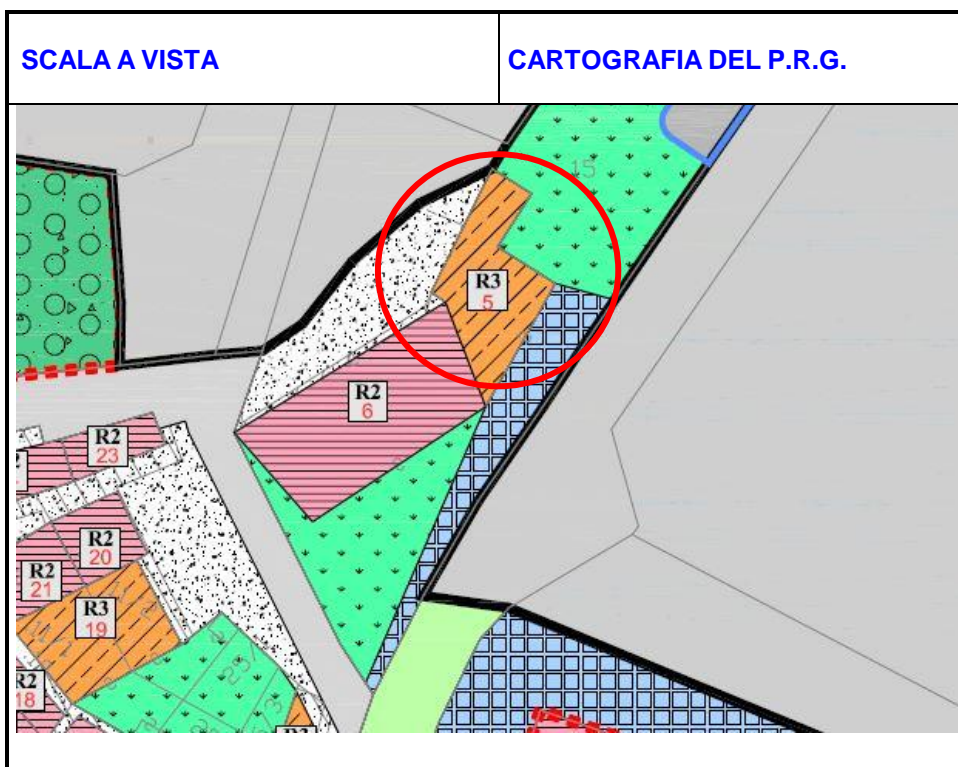 SCALA A VISTA
CARTOGRAFIA DEL P.R.G.
15
R3
5
R2
6
R2
23
R2
20
R2
21
R3
19
R2
18